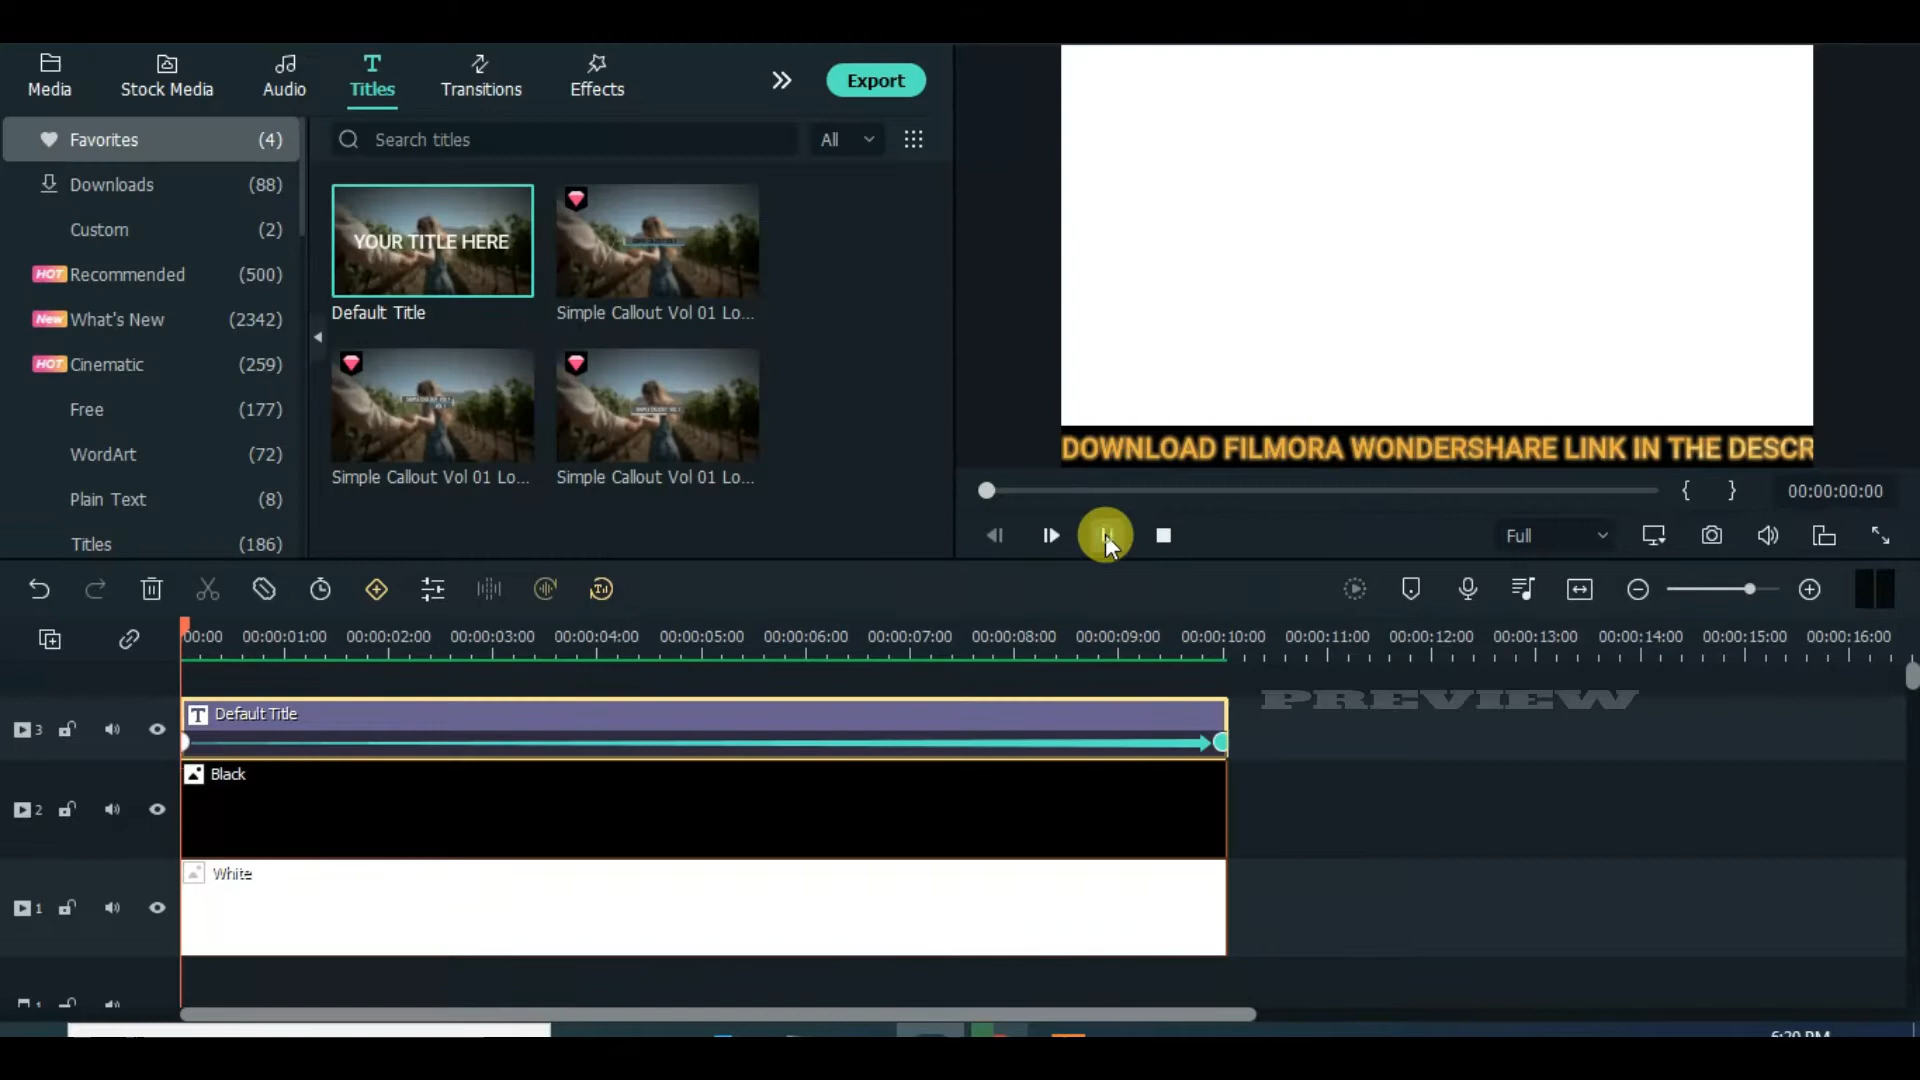 Media
Stock Media
Audio
Titles
Transitions
Effects
Export
Favorites (4)
Downloads (88)
Custom (2)
HOT Recommended (500)
New What's New (2342)
HOT Cinematic (259)
Free (177)
WordArt (72)
Plain Text (8)
Titles (186)
Search titles
All
YOUR TITLE HERE
Default Title
Simple Callout Vol 01 Lo...
Simple Callout Vol 01 Lo...
Simple Callout Vol 01 Lo...
DOWNLOAD FILMORA WONDERSHARE LINK IN THE DESCR
{ } 00:00:00:00
Full
00:00 00:00:01:00 00:00:02:00 00:00:03:00 00:00:04:00 00:00:05:00 00:00:06:00 00:00:07:00 00:00:08:00 00:00:09:00 00:00:10:00 00:00:11:00 00:00:12:00 00:00:13:00 00:00:14:00 00:00:15:00 00:00:16:00
PREVIEW
3
T Default Title
2
Black
1
White